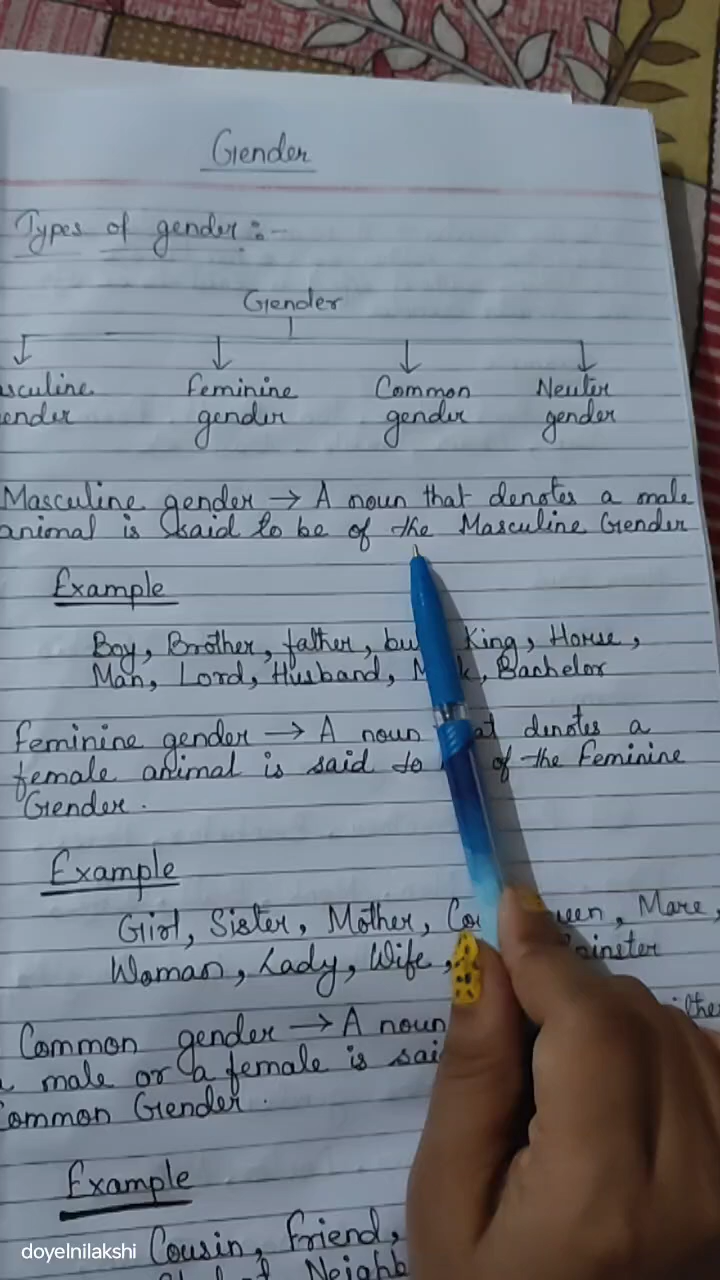 Gender
Types of gender :-
Gender
asculine Feminine Common Neuter
ender gender gender gender
Masculine gender → A noun that denotes a male
animal is said to be of the Masculine Gender
Example
Boy, Brother, father, King, Horse,
Man, Lord, Husband, Bachelor
Feminine gender → A noun denotes a
female animal is said to of the Feminine
Gender.
Example
Girl, Sister, Mother, Mare,
Woman, Lady, Wife,
Common gender → A noun
male or a female is
ommon Gender.
Example
Cousin, Friend,
doyelnilakshi